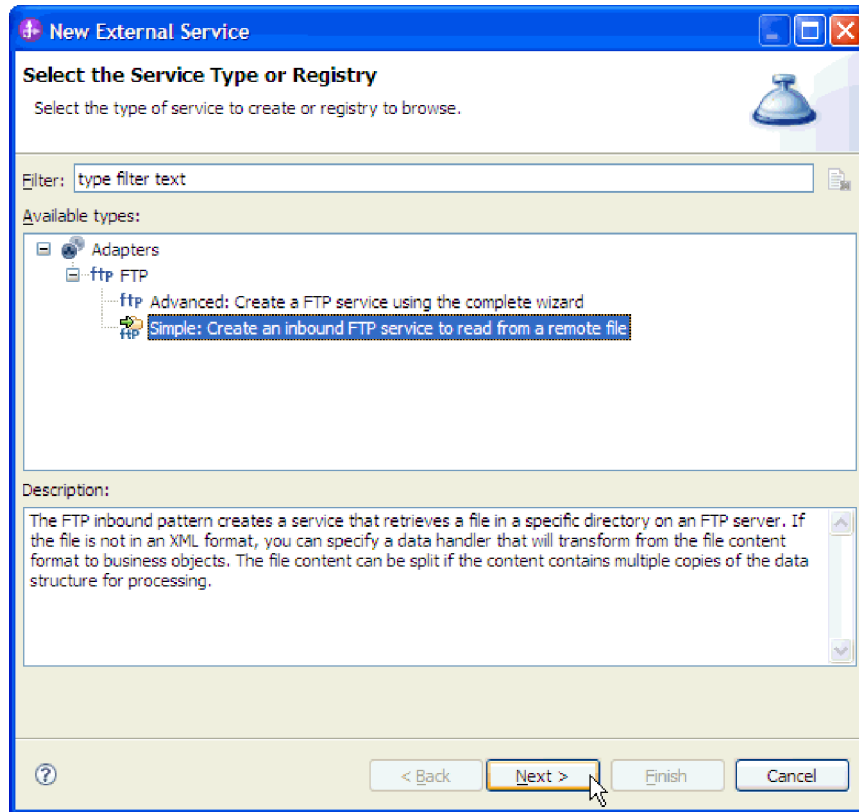 New External Service
Select the Service Type or Registry
Select the type of service to create or registry to browse.
Filter: type filter text
Available types:
Adapters
ftp FTP
ftp Advanced: Create a FTP service using the complete wizard
ftp Simple: Create an inbound FTP service to read from a remote file
Description:
The FTP inbound pattern creates a service that retrieves a file in a specific directory on an FTP server. If
the file is not in an XML format, you can specify a data handler that will transform from the file content
format to business objects. The file content can be split if the content contains multiple copies of the data
structure for processing.
? < Back Next > Finish Cancel